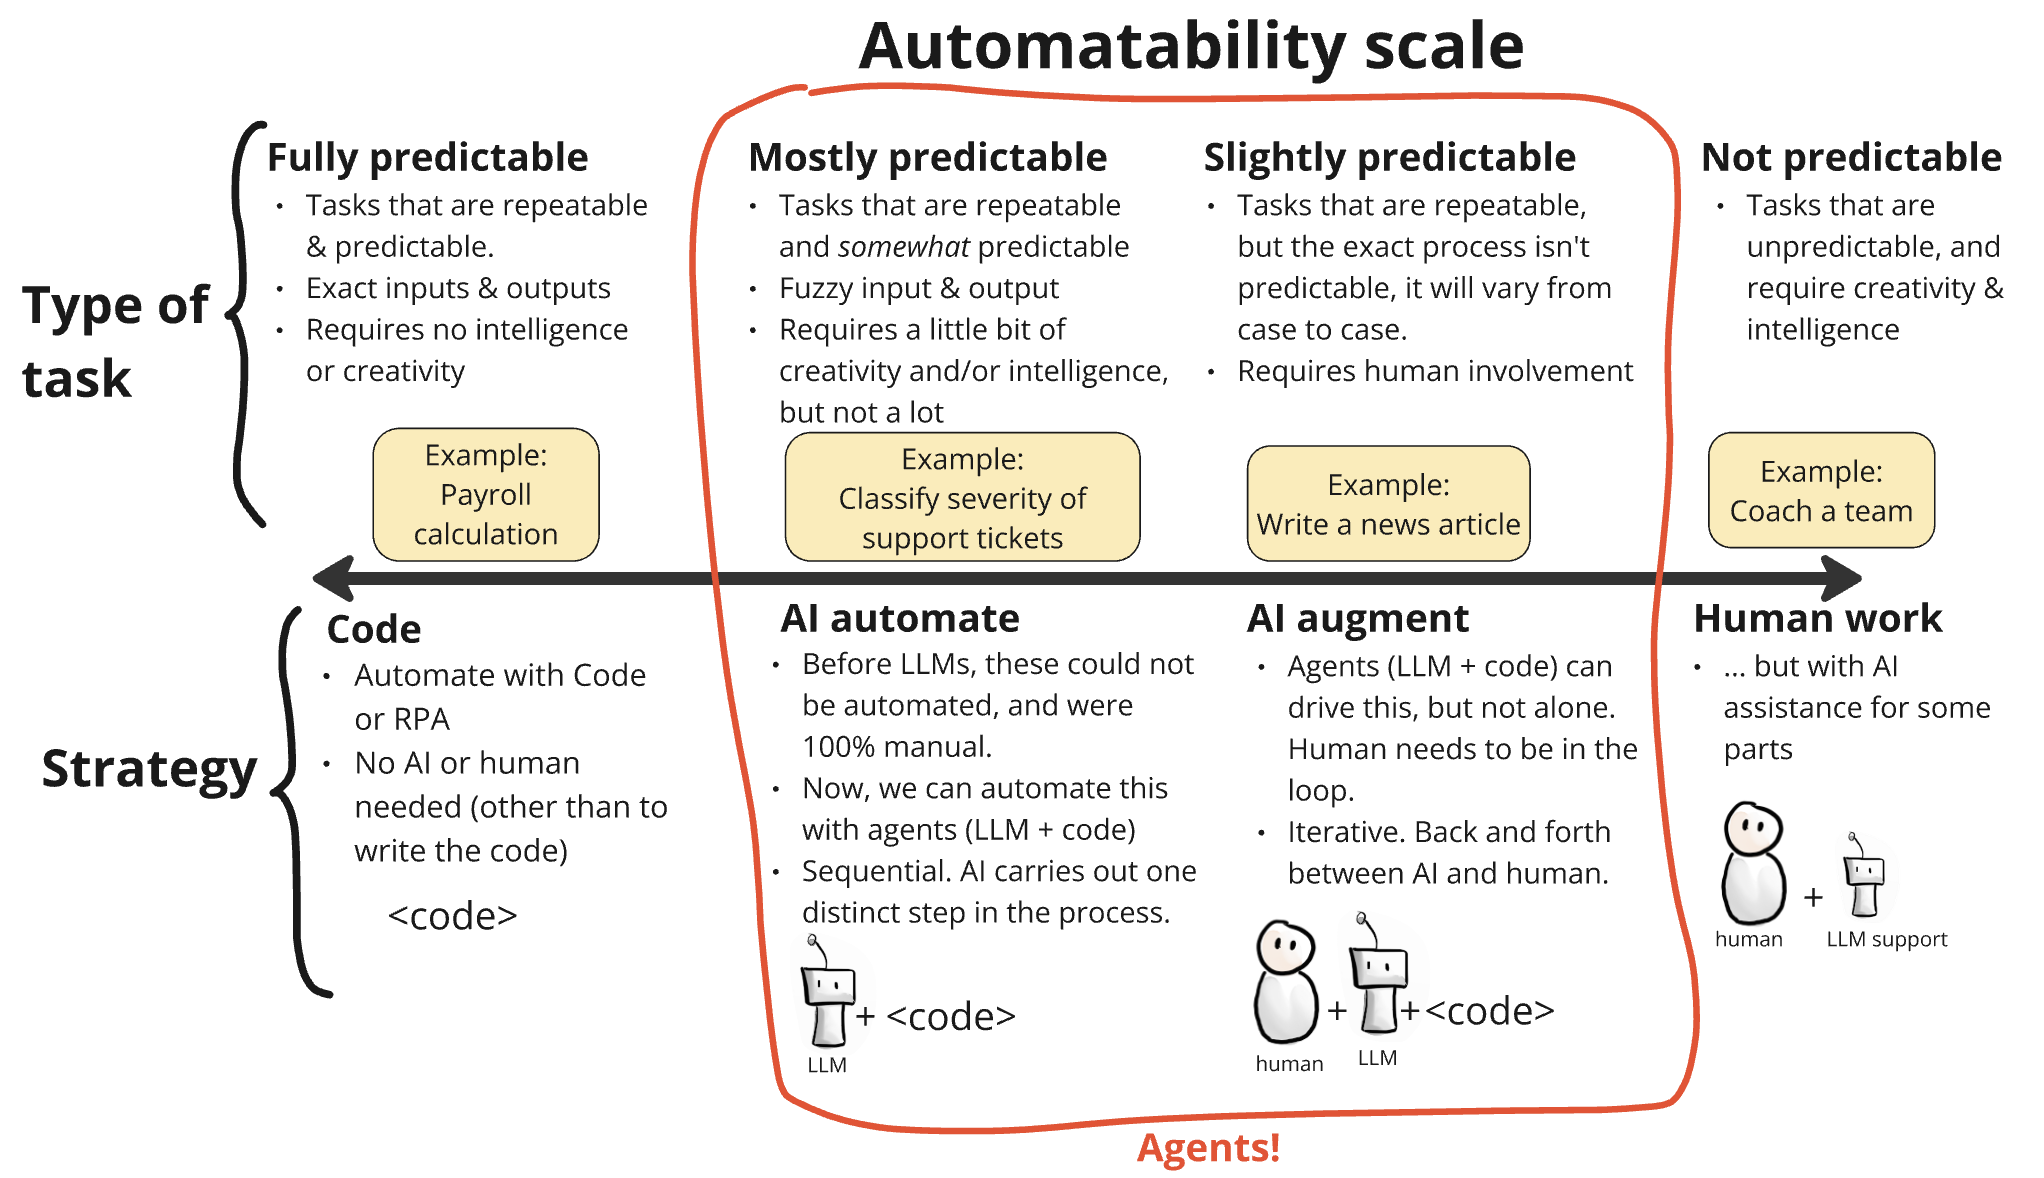 Automatability scale
Type of
task
Fully predictable
• Tasks that are repeatable
& predictable.
• Exact inputs & outputs
• Requires no intelligence
or creativity
Example:
Payroll
calculation
Mostly predictable
• Tasks that are repeatable
and somewhat predictable
• Fuzzy input & output
• Requires a little bit of
creativity and/or intelligence,
but not a lot
Example:
Classify severity of
support tickets
Slightly predictable
• Tasks that are repeatable,
but the exact process isn't
predictable, it will vary from
case to case.
• Requires human involvement
Example:
Write a news article
Not predictable
• Tasks that are
unpredictable, and
require creativity &
intelligence
Example:
Coach a team
Strategy
Code
• Automate with Code
or RPA
• No AI or human
needed (other than to
write the code)
<code>
AI automate
• Before LLMs, these could not
be automated, and were
100% manual.
• Now, we can automate this
with agents (LLM + code)
• Sequential. AI carries out one
distinct step in the process.
+ <code>
LLM
AI augment
• Agents (LLM + code) can
drive this, but not alone.
Human needs to be in the
loop.
• Iterative. Back and forth
between AI and human.
+ + <code>
human LLM
Human work
• ... but with AI
assistance for some
parts
+
human LLM support
Agents!